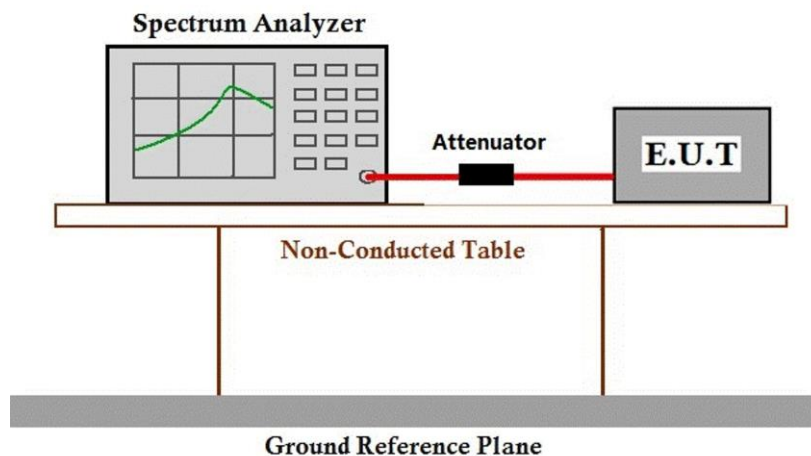 Spectrum Analyzer
Attenuator
E.U.T
Non-Conducted Table
Ground Reference Plane